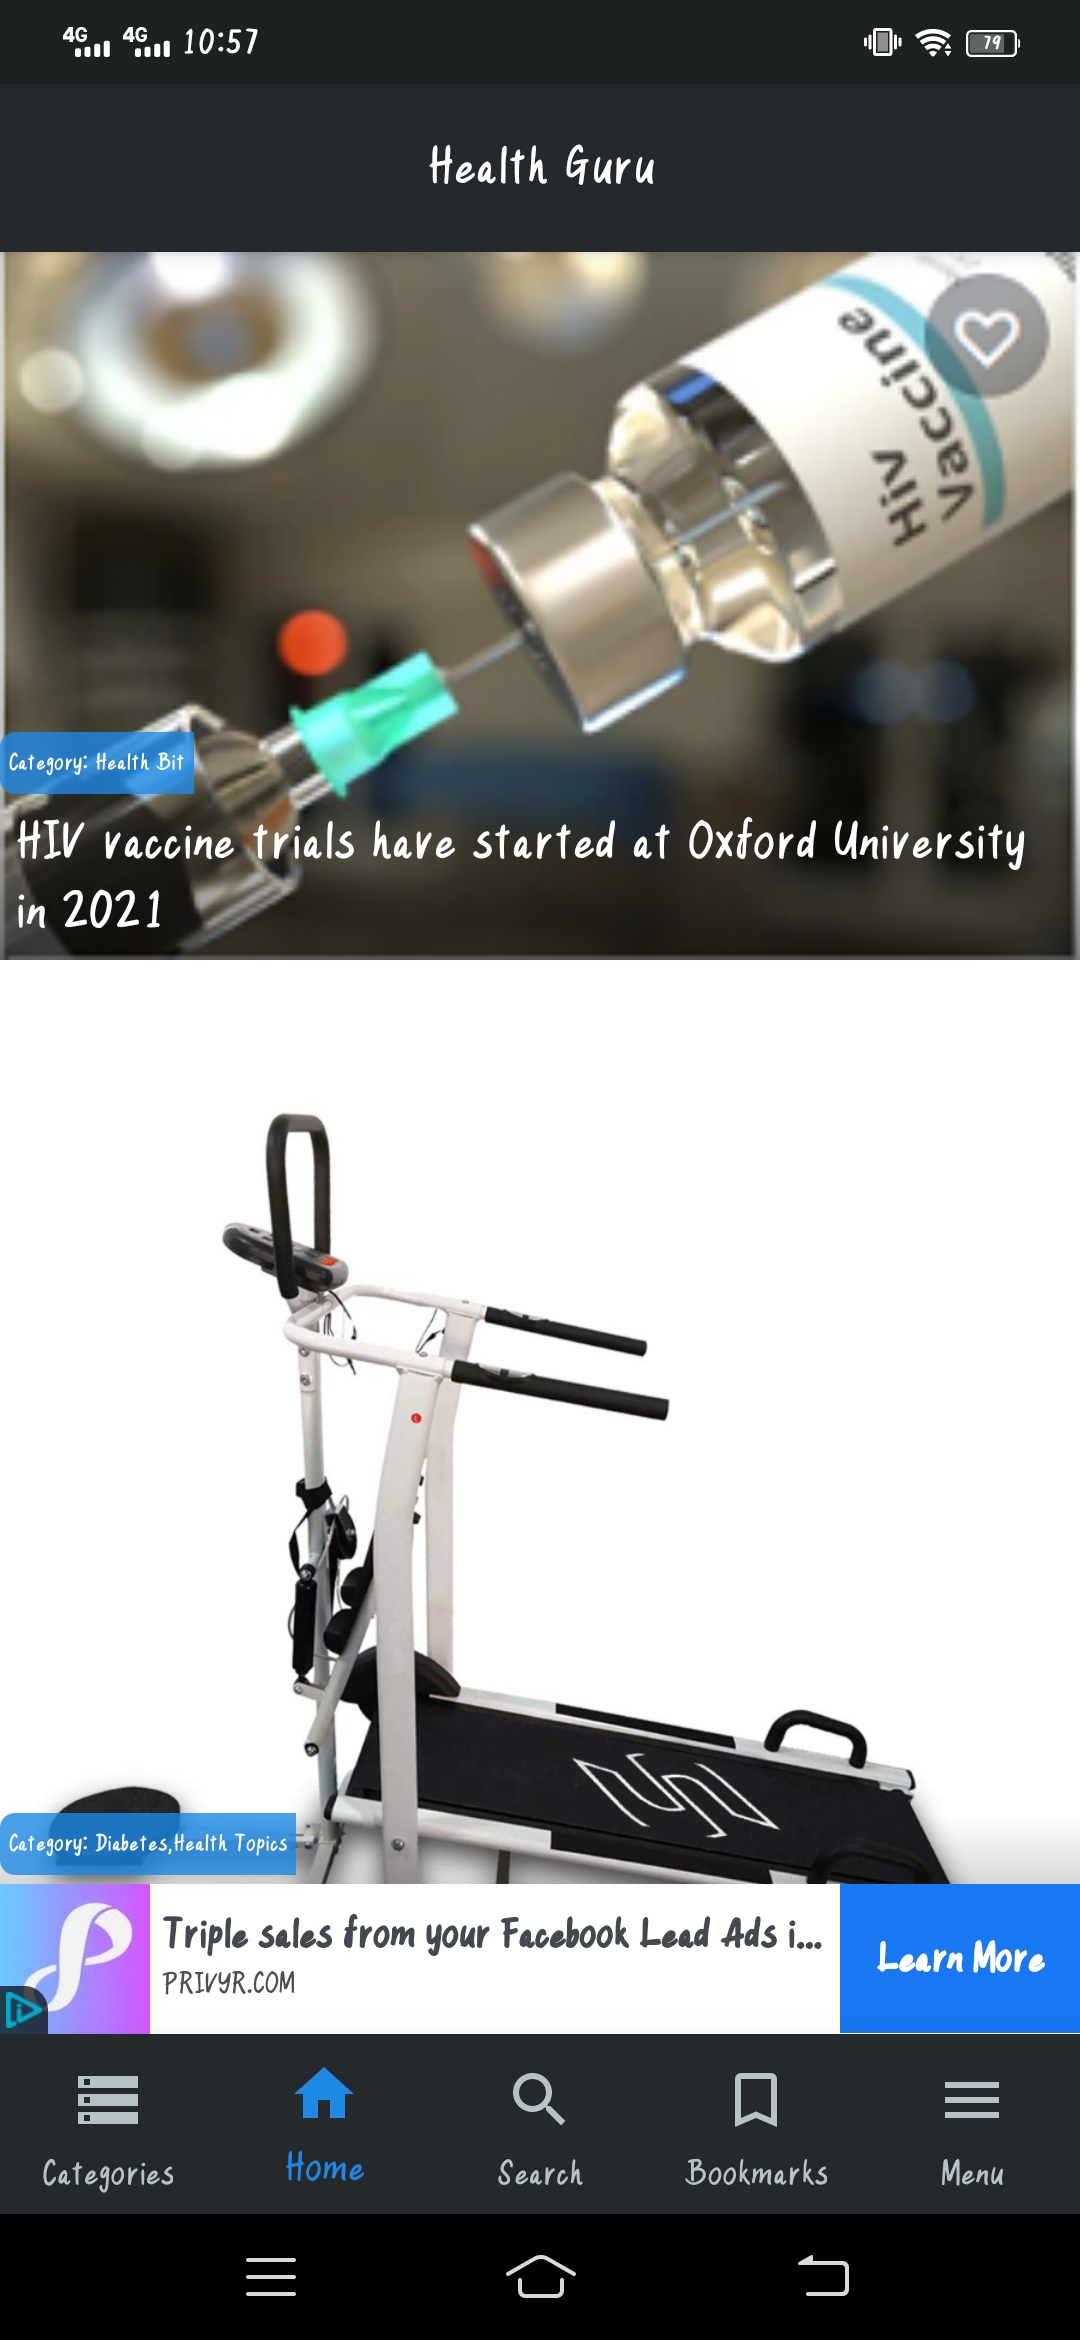 4G 4G 10:57
79
Health Guru
Hiv
Vaccine
Category: Health Bit
HIV vaccine trials have started at Oxford University
in 2021
Category: Diabetes,Health Topics
Triple sales from your Facebook Lead Ads i...
PRIVYR.COM
Learn More
Categories
Home
Search
Bookmarks
Menu